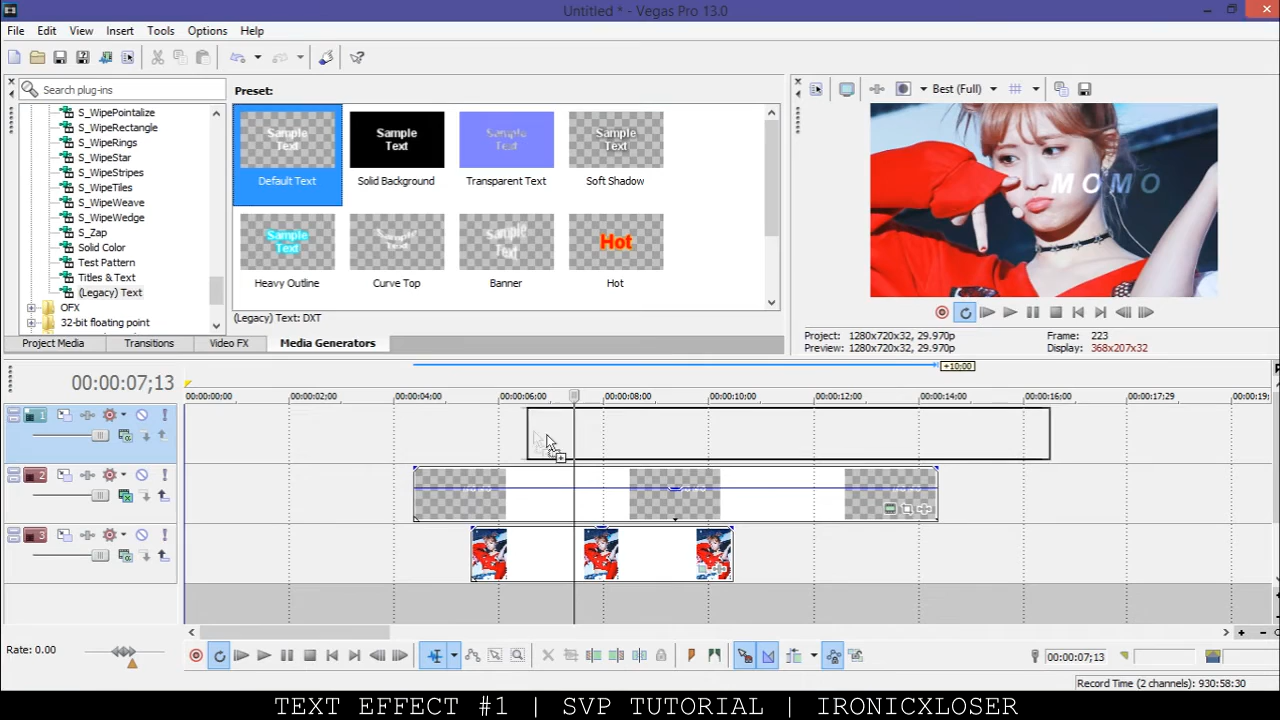 Untitled * - Vegas Pro 13.0
File Edit View Insert Tools Options Help
Search plug-ins
S_WipePointalize
S_WipeRectangle
S_WipeRings
S_WipeStar
S_WipeStripes
S_WipeTiles
S_WipeWeave
S_WipeWedge
S_Zap
Solid Color
Test Pattern
Titles & Text
(Legacy) Text
OFX
32-bit floating point
Preset:
Sample Text
Sample Text
Sample Text
Sample Text
Default Text Solid Background Transparent Text Soft Shadow
Sample Text
Sample Text
Sample Text
Hot
Heavy Outline Curve Top Banner Hot
(Legacy) Text: DXT
Project Media Transitions Video FX Media Generators
Best (Full)
MOMO
Project: 1280x720x32, 29.970p Frame: 223
Preview: 1280x720x32, 29.970p Display: 368x207x32
+10:00
00:00:07;13
00:00:00:00 00:00:02:00 00:00:04:00 00:00:06:00 00:00:08:00 00:00:10:00 00:00:12:00 00:00:14:00 00:00:16:00 00:00:17:29 00:00:19:
1
2
3
Rate: 0.00
00:00:07;13
Record Time (2 channels): 930:58:30
TEXT EFFECT #1 | SVP TUTORIAL | IRONICXLOSER